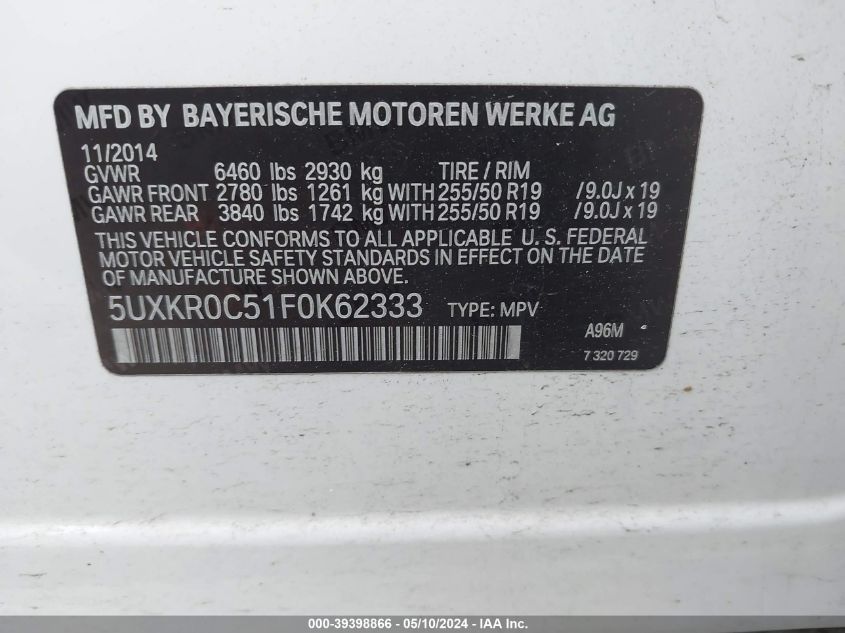 MFD BY BAYERISCHE MOTOREN WERKE AG
11/2014
GVWR 6460 lbs 2930 kg TIRE / RIM
GAWR FRONT 2780 lbs 1261 kg WITH 255/50 R19 /9.0J x 19
GAWR REAR 3840 lbs 1742 kg WITH 255/50 R19 /9.0J x 19
THIS VEHICLE CONFORMS TO ALL APPLICABLE U. S. FEDERAL
MOTOR VEHICLE SAFETY STANDARDS IN EFFECT ON THE DATE
OF MANUFACTURE SHOWN ABOVE.
5UXKR0C51F0K62333 TYPE: MPV
A96M
7 320 729
000-39398866 - 05/10/2024 - IAA Inc.